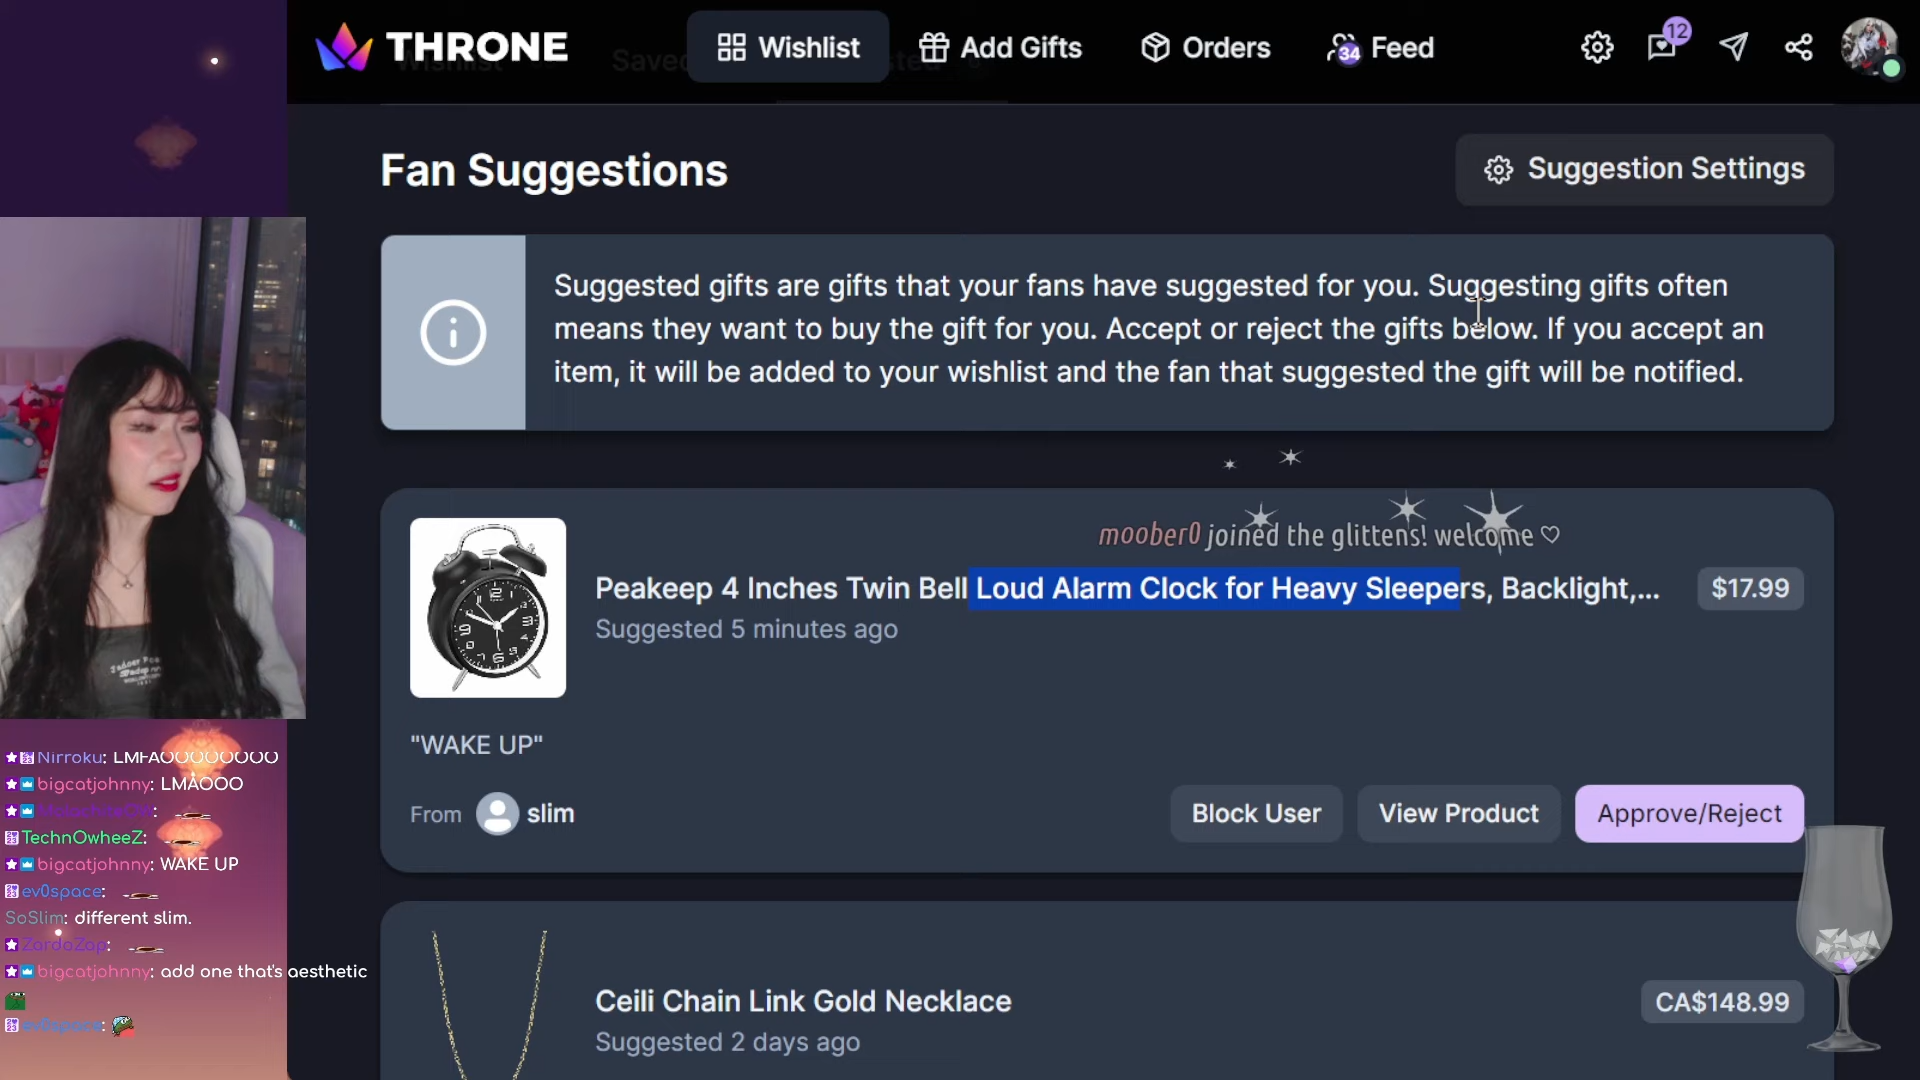 THRONE
Wishlist
Add Gifts
Orders
34
Feed
12
Fan Suggestions
Suggestion Settings
Suggested gifts are gifts that your fans have suggested for you. Suggesting gifts often
means they want to buy the gift for you. Accept or reject the gifts below. If you accept an
item, it will be added to your wishlist and the fan that suggested the gift will be notified.
moober0 joined the glittens! welcome ♡
Peakeep 4 Inches Twin Bell Loud Alarm Clock for Heavy Sleepers, Backlight,...
$17.99
Suggested 5 minutes ago
"WAKE UP"
From slim
Block User
View Product
Approve/Reject
Ceili Chain Link Gold Necklace
CA$148.99
Suggested 2 days ago
Nirroku: LMFAOOOOOOOOO
bigcatjohnny: LMAOOO
TechnOwheeZ:
bigcatjohnny: WAKE UP
ev0space:
SoSlim: different slim.
ZardoZap:
bigcatjohnny: add one that's aesthetic
ev0space: